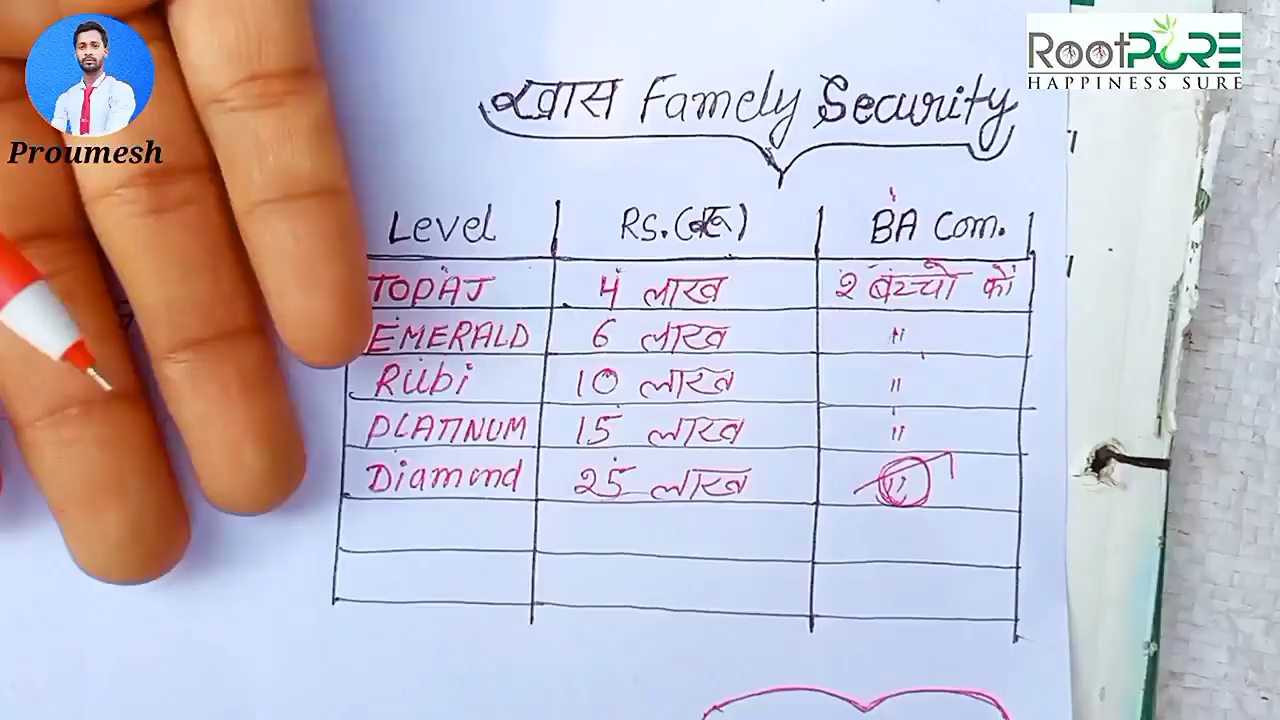 Proumesh
RootPURE
HAPPINESS SURE
खास Famely Security
Level Rs. BA Com.
TOPAJ 4 लाख 2 बच्चो को
EMERALD 6 लाख "
RUBi 10 लाख "
PLATINUM 15 लाख "
Diamond 25 लाख "